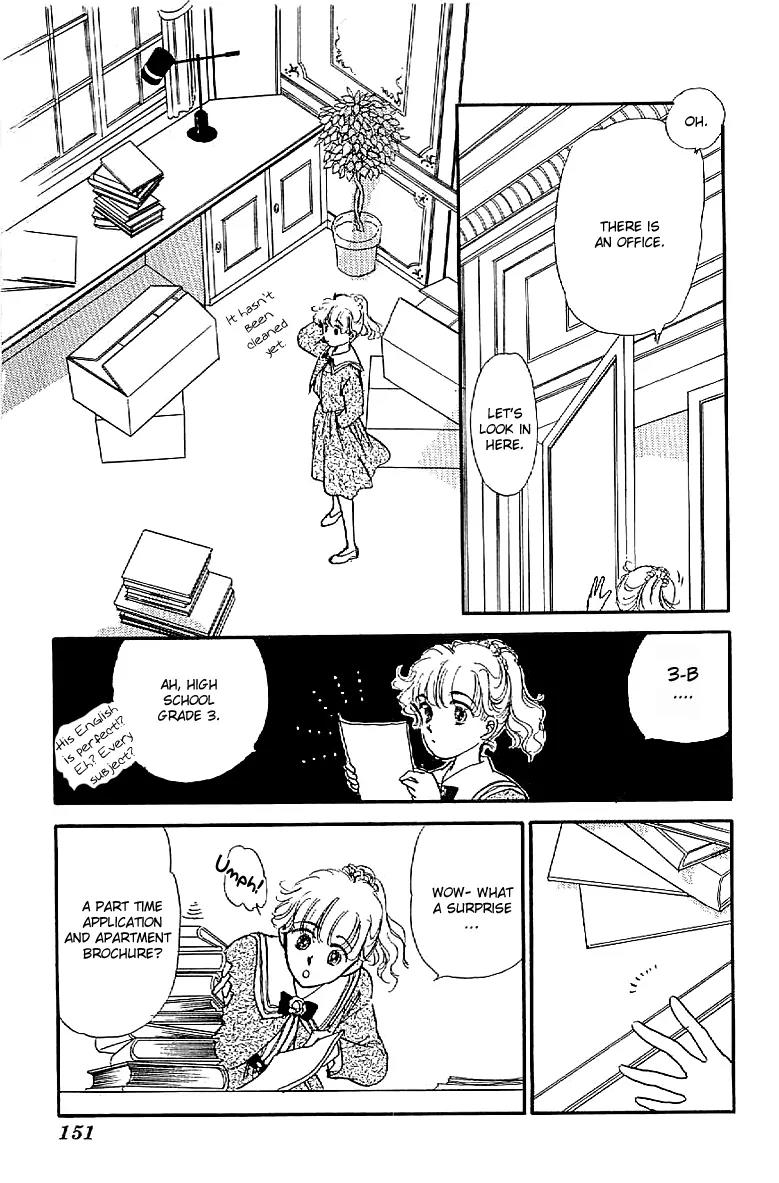 OH.
THERE IS
AN OFFICE.
LET'S
LOOK IN
HERE.
It hasn't
been
cleaned
yet.
3-B
....
AH, HIGH
SCHOOL
GRADE 3.
His English
is perfect!?
Eh? Every
subject?
WOW- WHAT
A SURPRISE
...
Umph!
A PART TIME
APPLICATION
AND APARTMENT
BROCHURE?
151